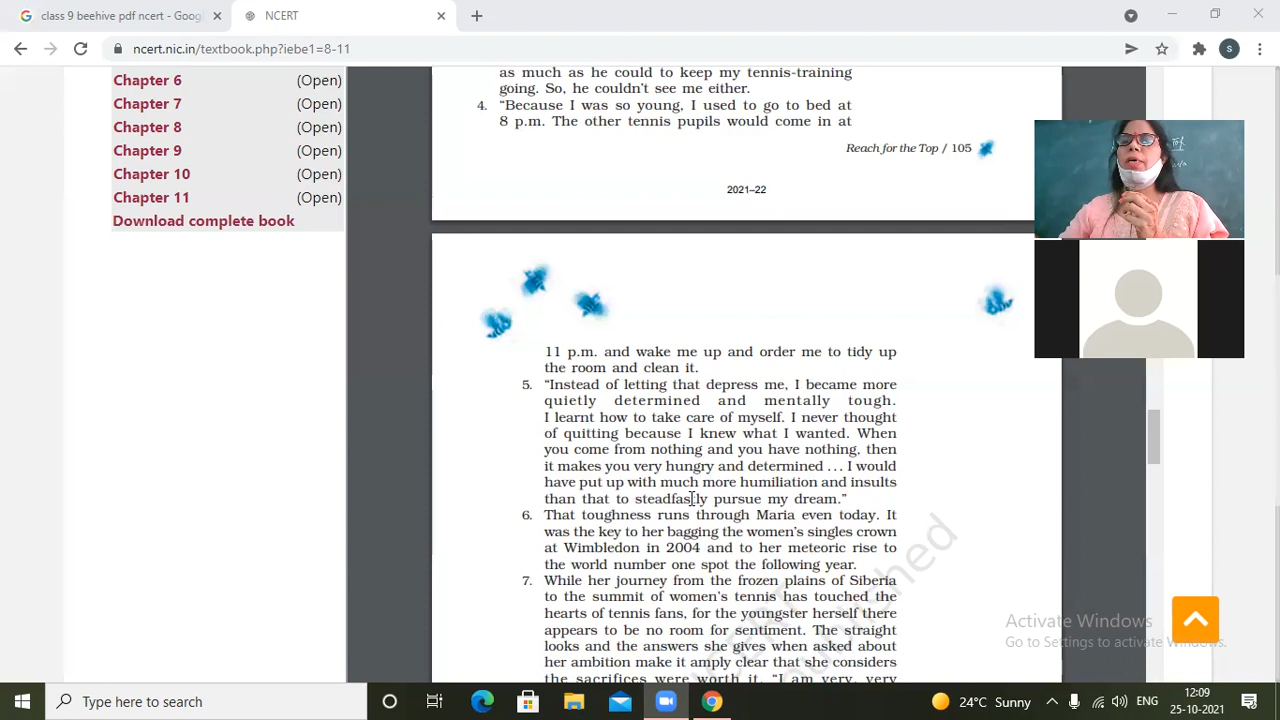 class 9 beehive pdf ncert - Goog
NCERT
ncert.nic.in/textbook.php?iebe1=8-11
S
Chapter 6 (Open)
Chapter 7 (Open)
Chapter 8 (Open)
Chapter 9 (Open)
Chapter 10 (Open)
Chapter 11 (Open)
Download complete book
as much as he could to keep my tennis-training
going. So, he couldn't see me either.
4. “Because I was so young, I used to go to bed at
8 p.m. The other tennis pupils would come in at
Reach for the Top / 105
2021–22
11 p.m. and wake me up and order me to tidy up
the room and clean it.
5. “Instead of letting that depress me, I became more
quietly determined and mentally tough.
I learnt how to take care of myself. I never thought
of quitting because I knew what I wanted. When
you come from nothing and you have nothing, then
it makes you very hungry and determined ... I would
have put up with much more humiliation and insults
than that to steadfastly pursue my dream.”
6. That toughness runs through Maria even today. It
was the key to her bagging the women's singles crown
at Wimbledon in 2004 and to her meteoric rise to
the world number one spot the following year.
7. While her journey from the frozen plains of Siberia
to the summit of women's tennis has touched the
hearts of tennis fans, for the youngster herself there
appears to be no room for sentiment. The straight
looks and the answers she gives when asked about
her ambition make it amply clear that she considers
the sacrifices were worth it. “I am very, very
Activate Windows
Go to Settings to activate Windows.
Type here to search
24°C Sunny
ENG
12:09
25-10-2021